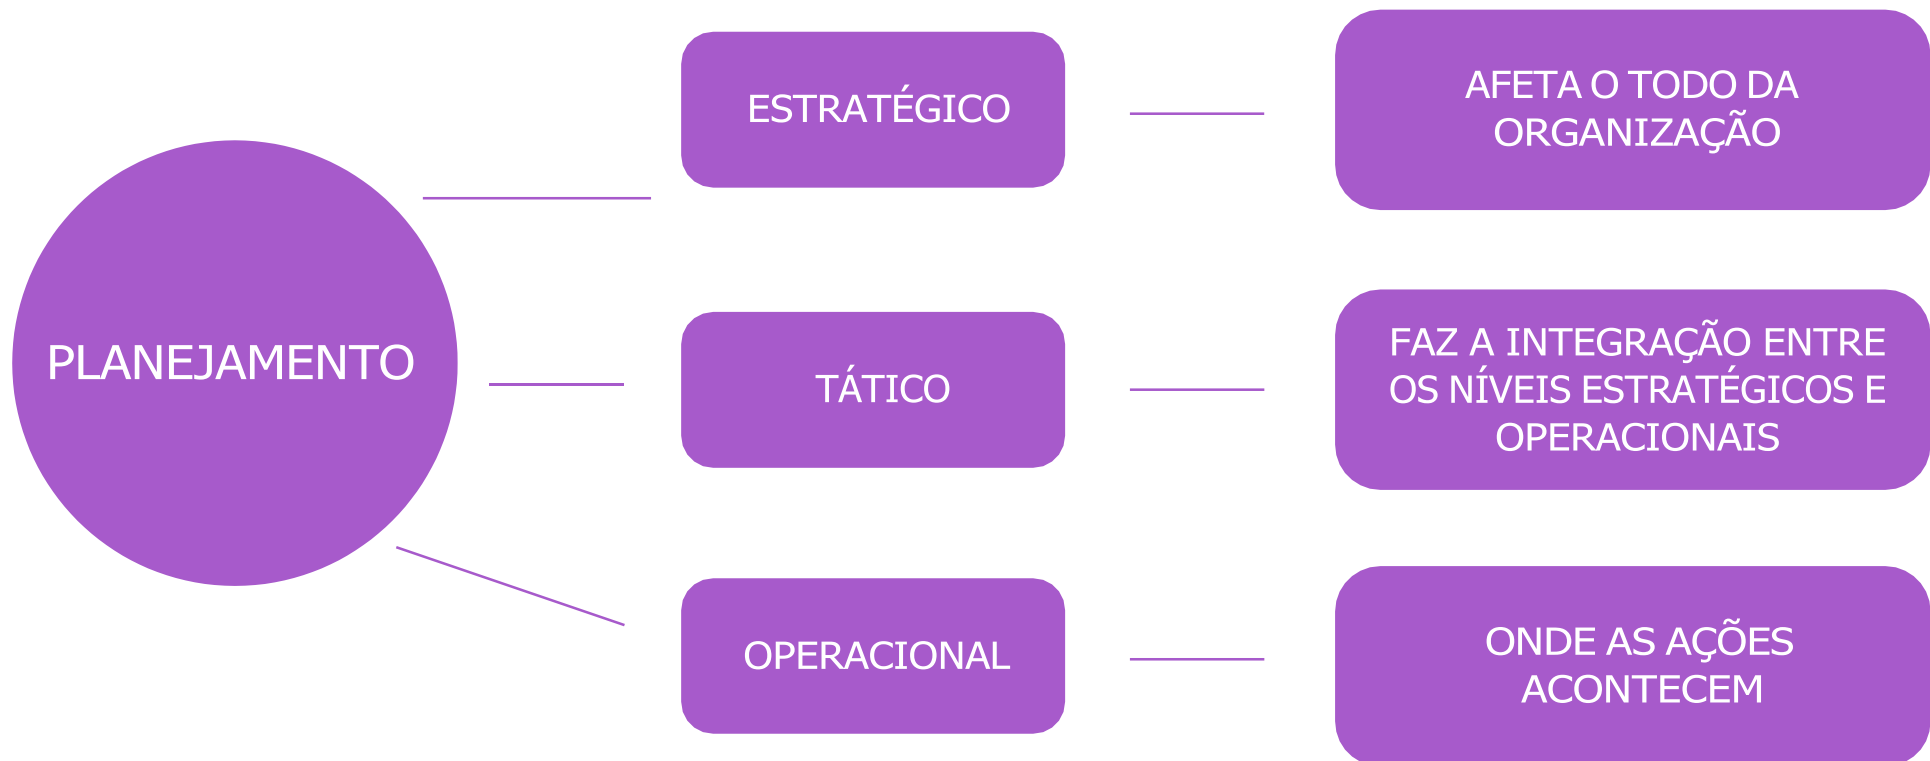 PLANEJAMENTO
ESTRATÉGICO
AFETA O TODO DA
ORGANIZAÇÃO
TÁTICO
FAZ A INTEGRAÇÃO ENTRE
OS NÍVEIS ESTRATÉGICOS E
OPERACIONAIS
OPERACIONAL
ONDE AS AÇÕES
ACONTECEM